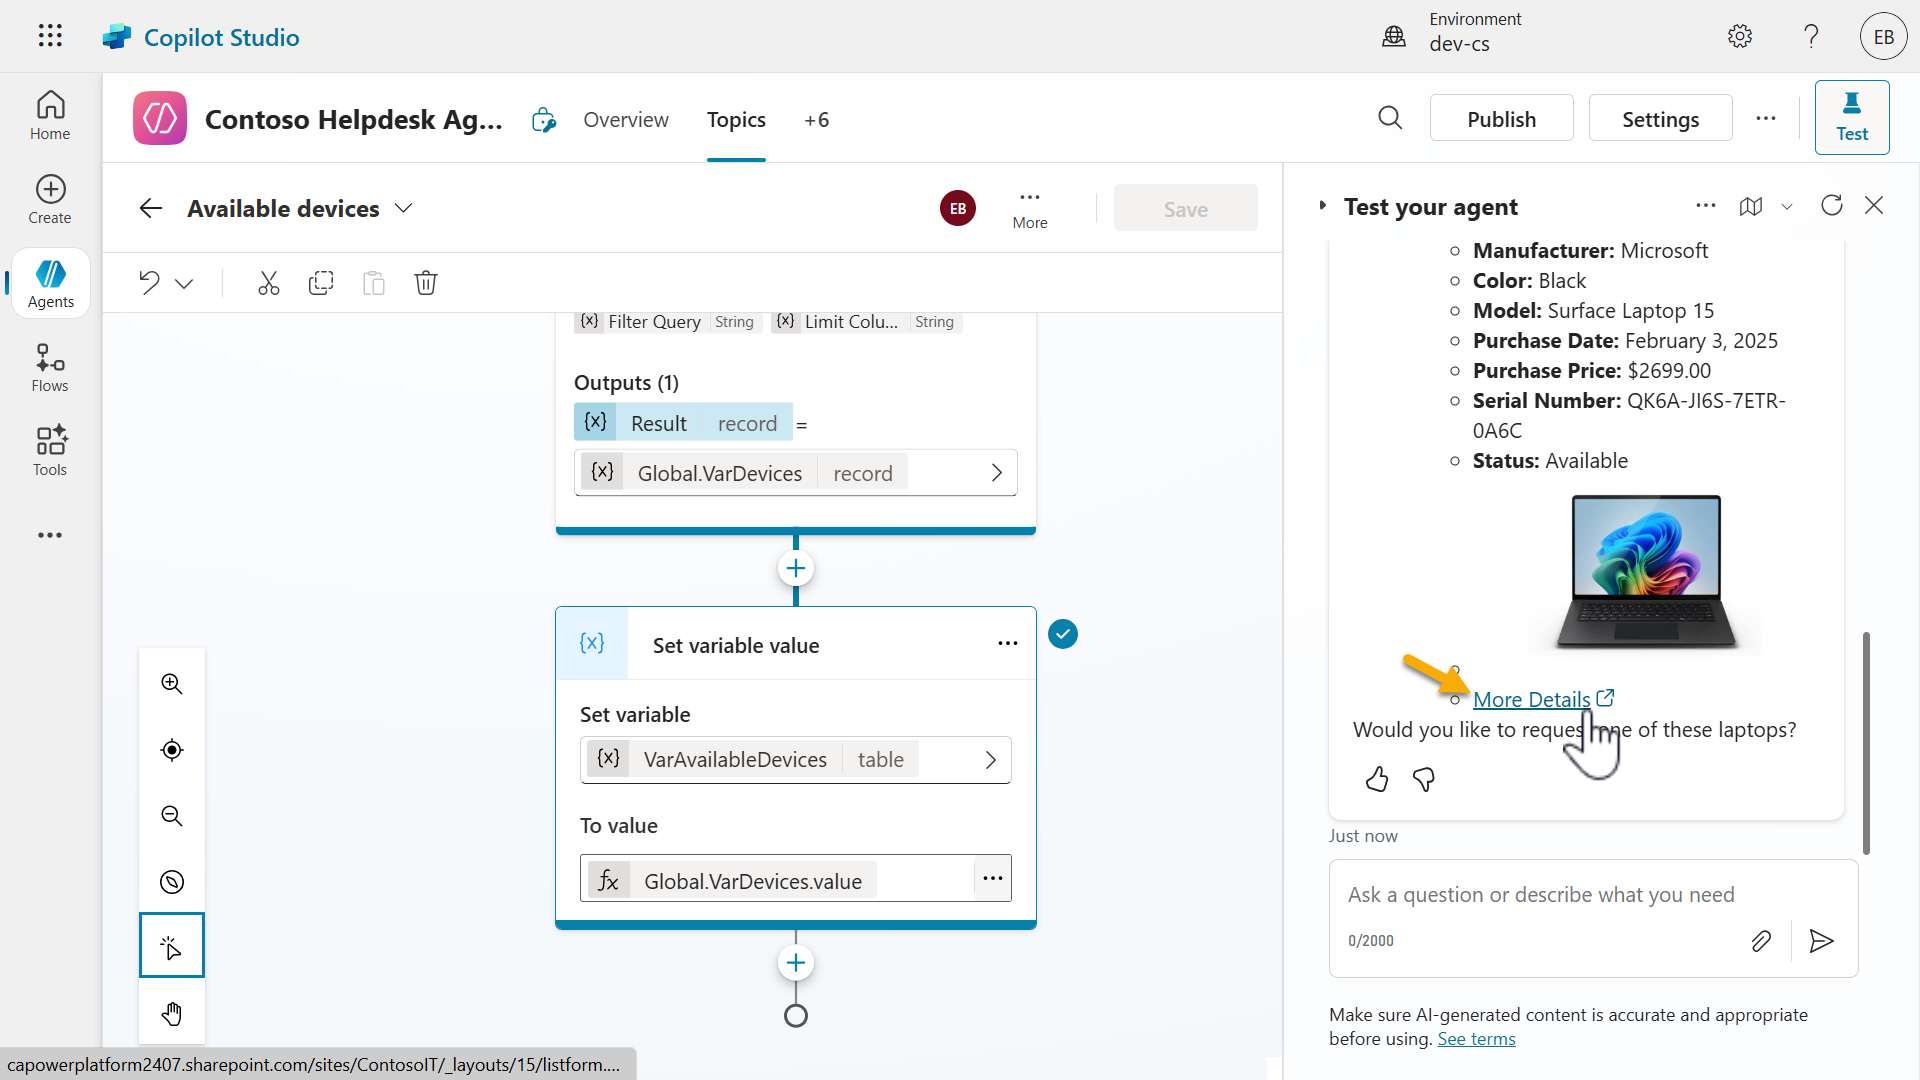 Copilot Studio
Environment
dev-cs
EB
Home
Create
Agents
Flows
Tools
Contoso Helpdesk Ag...
Overview
Topics
+6
Publish
Settings
Test
Available devices
EB
More
Save
{x} Filter Query String {x} Limit Colu... String
Outputs (1)
{x} Result record =
{x} Global.VarDevices record
{x} Set variable value
Set variable
{x} VarAvailableDevices table
To value
fx Global.VarDevices.value
Test your agent
Manufacturer: Microsoft
Color: Black
Model: Surface Laptop 15
Purchase Date: February 3, 2025
Purchase Price: $2699.00
Serial Number: QK6A-JI6S-7ETR-
0A6C
Status: Available
More Details
Would you like to reques ne of these laptops?
Just now
Ask a question or describe what you need
0/2000
Make sure AI-generated content is accurate and appropriate
before using. See terms
capowerplatform2407.sharepoint.com/sites/ContosoIT/_layouts/15/listform....